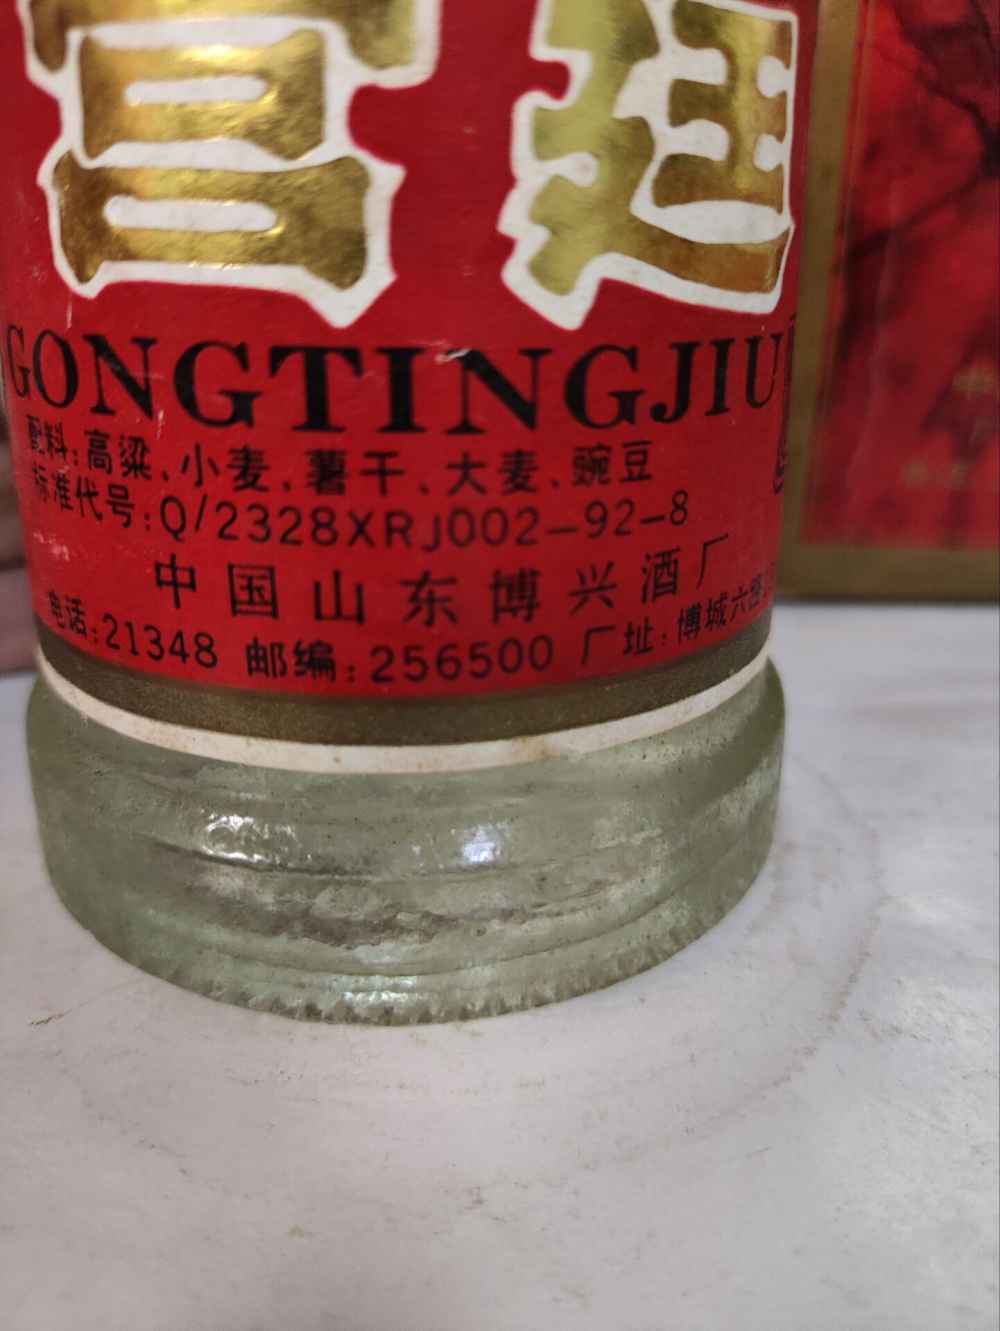 宫廷
GONGTINGJIU
配料:高粱、小麦、薯干、大麦、豌豆
标准代号:Q/2328XRJ002-92-8
中国山东博兴酒厂
电话:21348 邮编:256500 厂址:博城六路